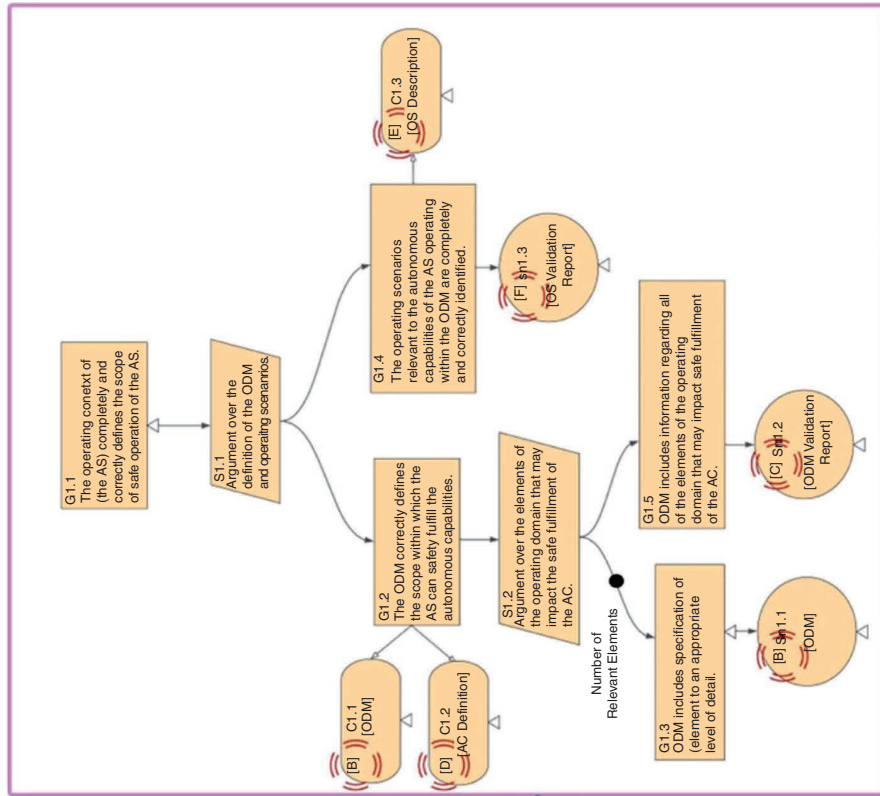 G1.1
The operating conetxt of
(the AS) completely and
correctly defines the scope
of safe operation of the AS.
S1.1
Argument over the
definition of the ODM
and operaitng scenanrios.
[B] C1.1
[ODM]
[D] C1.2
[AC Definition]
G1.2
The ODM correctly defines
the scope within which the
AS can safety fulfill the
autonomous capabilities.
G1.4
The operating scenarios
relevant to the autonomous
capabilities of the AS operating
within the ODM are completely
and correctly identified.
[E] C1.3
[OS Description]
S1.2
Argument over the elements of
the operating domain that may
impact the safe fulfillment of
the AC.
[F] sn1.3
[OS Validation
Report]
Number of
Relevant Elements
G1.3
ODM includes specification of
(element to an appropriate
level of detail.
G1.5
ODM includes information regarding all
of the elements of the operating
domain that may impact safe fulfillment
of the AC.
[B] sn1.1
[ODM]
[C] Sn1.2
[ODM Validation
Report]